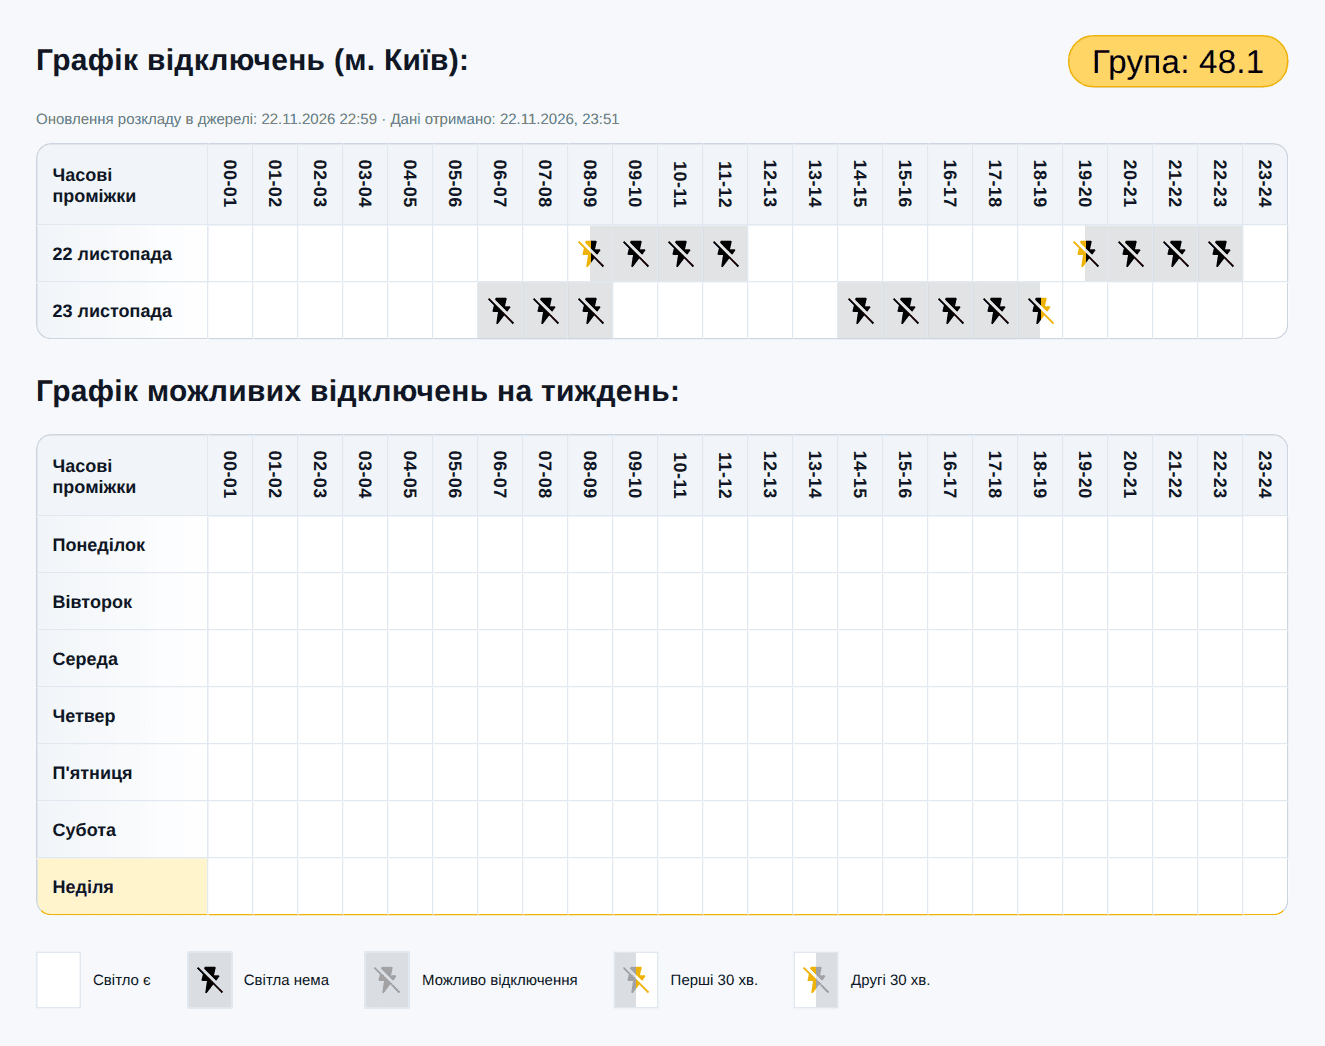 Графік відключень (м. Київ):
Група: 48.1
Оновлення розкладу в джерелі: 22.11.2026 22:59 · Дані отримано: 22.11.2026, 23:51
Часові проміжки 00-01 01-02 02-03 03-04 04-05 05-06 06-07 07-08 08-09 09-10 10-11 11-12 12-13 13-14 14-15 15-16 16-17 17-18 18-19 19-20 20-21 21-22 22-23 23-24
22 листопада
23 листопада
Графік можливих відключень на тиждень:
Часові проміжки 00-01 01-02 02-03 03-04 04-05 05-06 06-07 07-08 08-09 09-10 10-11 11-12 12-13 13-14 14-15 15-16 16-17 17-18 18-19 19-20 20-21 21-22 22-23 23-24
Понеділок
Вівторок
Середа
Четвер
П'ятниця
Субота
Неділя
Світло є Світла нема Можливо відключення Перші 30 хв. Другі 30 хв.